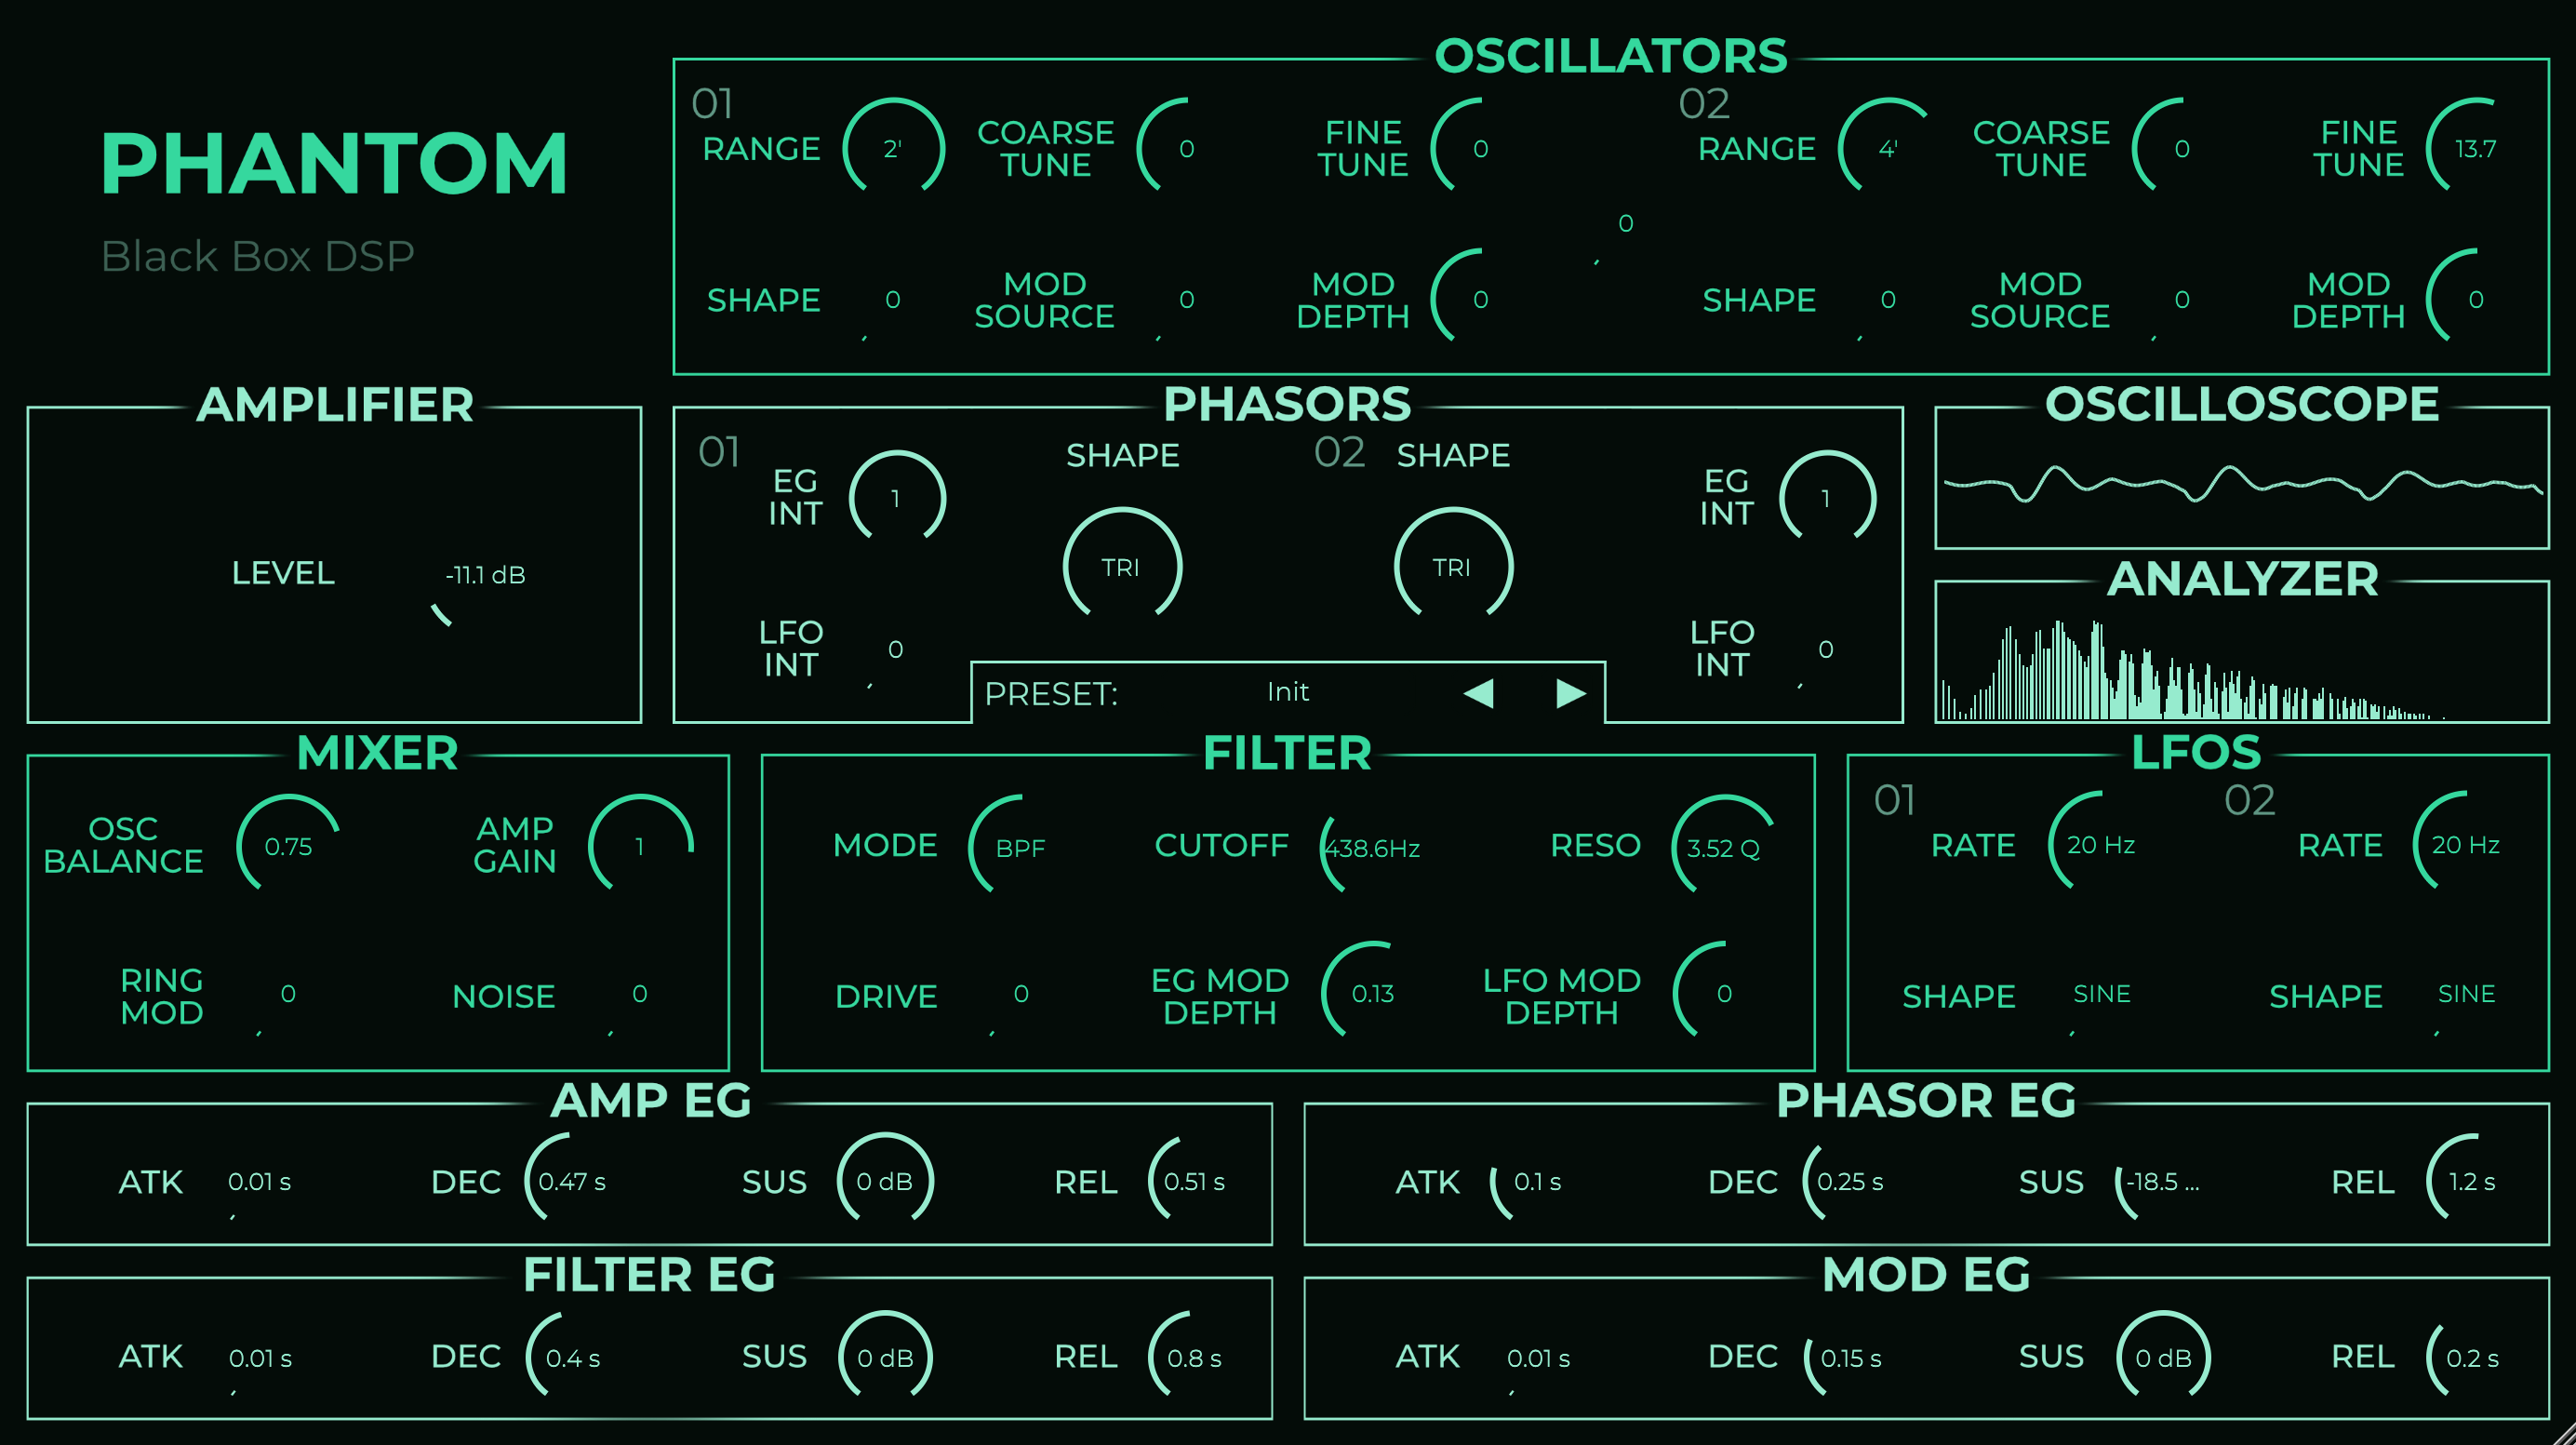 PHANTOM
Black Box DSP
OSCILLATORS
01
RANGE 2'
COARSE TUNE 0
FINE TUNE 0
SHAPE 0
MOD SOURCE 0
MOD DEPTH 0
0
02
RANGE 4'
COARSE TUNE 0
FINE TUNE 13.7
SHAPE 0
MOD SOURCE 0
MOD DEPTH 0
AMPLIFIER
LEVEL -11.1 dB
PHASORS
01
EG INT 1
SHAPE
TRI
LFO INT 0
02
SHAPE
TRI
EG INT 1
LFO INT 0
PRESET: Init
OSCILLOSCOPE
ANALYZER
MIXER
OSC BALANCE 0.75
AMP GAIN 1
RING MOD 0
NOISE 0
FILTER
MODE BPF
CUTOFF 438.6Hz
RESO 3.52 Q
DRIVE 0
EG MOD DEPTH 0.13
LFO MOD DEPTH 0
LFOS
01
RATE 20 Hz
SHAPE SINE
02
RATE 20 Hz
SHAPE SINE
AMP EG
ATK 0.01 s
DEC 0.47 s
SUS 0 dB
REL 0.51 s
PHASOR EG
ATK 0.1 s
DEC 0.25 s
SUS -18.5 ...
REL 1.2 s
FILTER EG
ATK 0.01 s
DEC 0.4 s
SUS 0 dB
REL 0.8 s
MOD EG
ATK 0.01 s
DEC 0.15 s
SUS 0 dB
REL 0.2 s